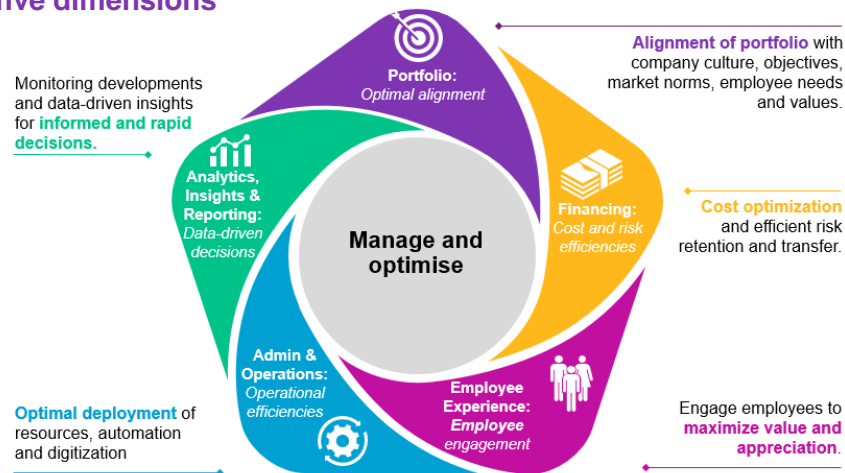 five dimensions
Portfolio:
Optimal alignment
Alignment of portfolio with
company culture, objectives,
market norms, employee needs
and values.
Monitoring developments
and data-driven insights
for informed and rapid
decisions.
Analytics,
Insights &
Reporting:
Data-driven
decisions
Financing:
Cost and risk
efficiencies
Cost optimization
and efficient risk
retention and transfer.
Manage and
optimise
Admin &
Operations:
Operational
efficiencies
Employee
Experience:
Employee
engagement
Optimal deployment of
resources, automation
and digitization
Engage employees to
maximize value and
appreciation.